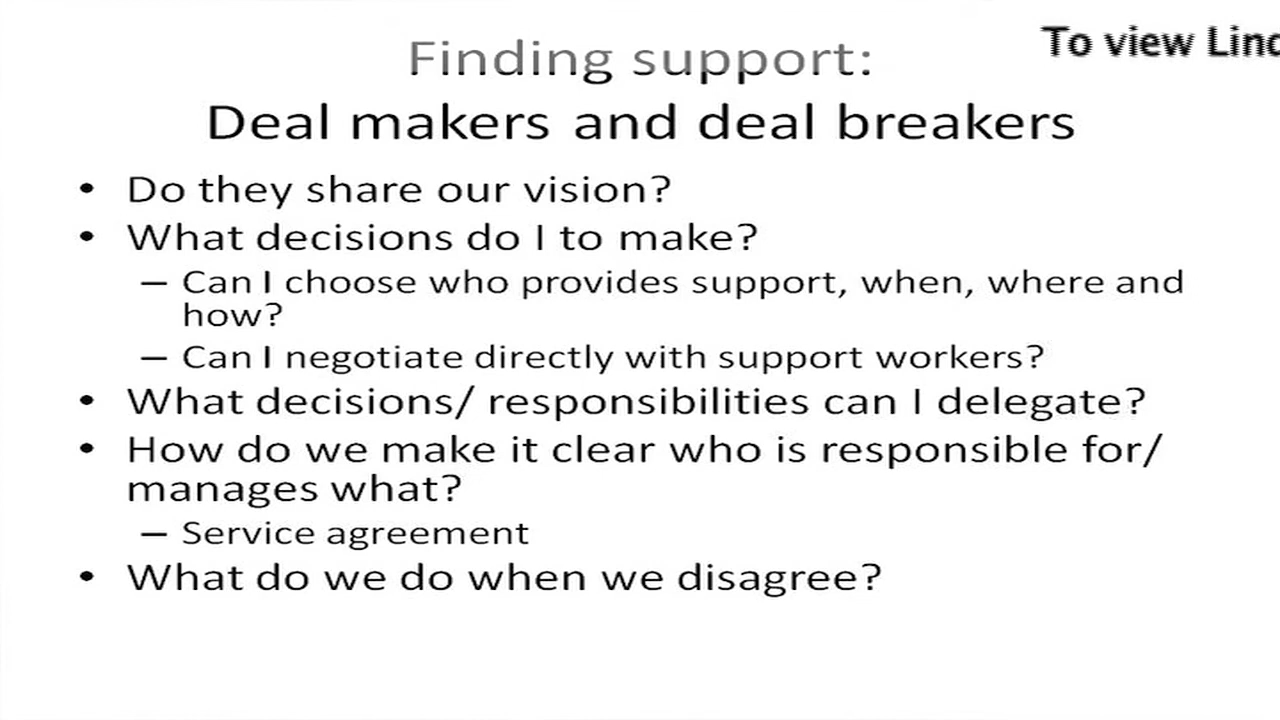 To view
Finding support:
Deal makers and deal breakers
• Do they share our vision?
• What decisions do I to make?
– Can I choose who provides support, when, where and
how?
– Can I negotiate directly with support workers?
• What decisions/ responsibilities can I delegate?
• How do we make it clear who is responsible for/
manages what?
– Service agreement
• What do we do when we disagree?